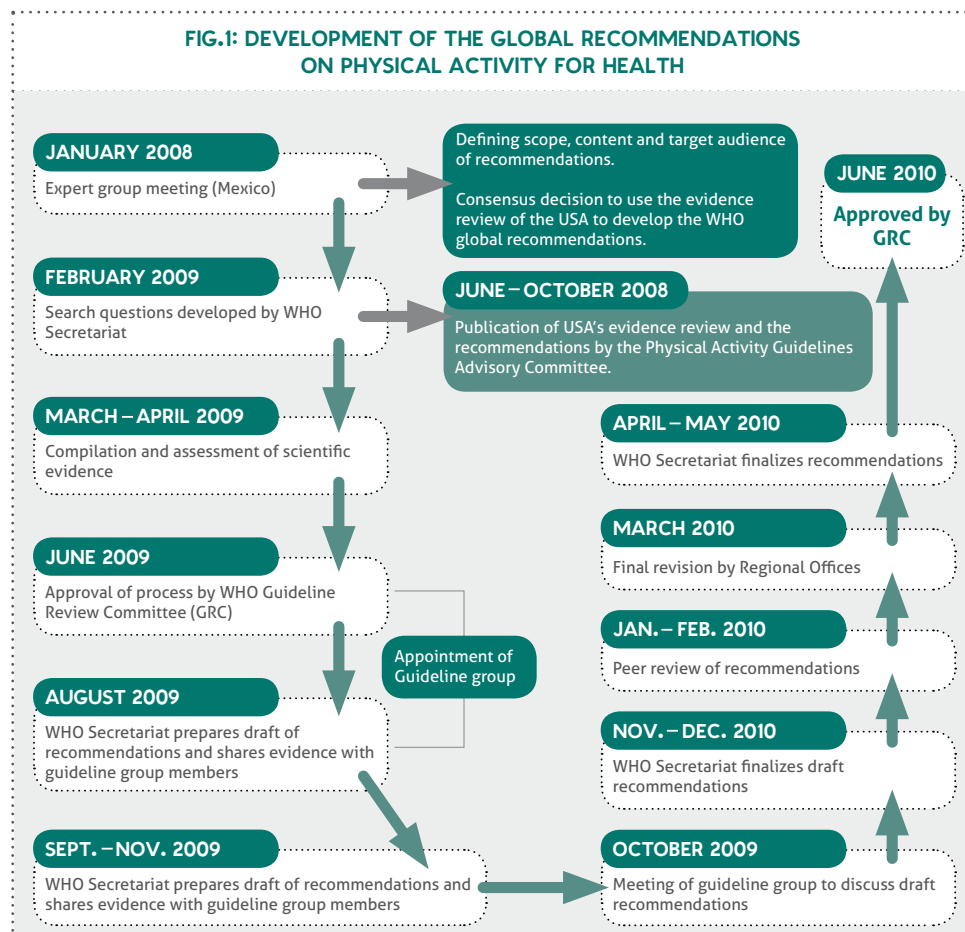 FIG.1: DEVELOPMENT OF THE GLOBAL RECOMMENDATIONS
ON PHYSICAL ACTIVITY FOR HEALTH
JANUARY 2008
Expert group meeting (Mexico)
Defining scope, content and target audience
of recommendations.
Consensus decision to use the evidence
review of the USA to develop the WHO
global recommendations.
FEBRUARY 2009
Search questions developed by WHO
Secretariat
JUNE – OCTOBER 2008
Publication of USA's evidence review and the
recommendations by the Physical Activity Guidelines
Advisory Committee.
MARCH – APRIL 2009
Compilation and assessment of scientific
evidence
JUNE 2009
Approval of process by WHO Guideline
Review Committee (GRC)
Appointment of
Guideline group
AUGUST 2009
WHO Secretariat prepares draft of
recommendations and shares evidence with
guideline group members
SEPT. – NOV. 2009
WHO Secretariat prepares draft of recommendations and
shares evidence with guideline group members
OCTOBER 2009
Meeting of guideline group to discuss draft
recommendations
NOV. – DEC. 2010
WHO Secretariat finalizes draft
recommendations
JAN. – FEB. 2010
Peer review of recommendations
MARCH 2010
Final revision by Regional Offices
APRIL – MAY 2010
WHO Secretariat finalizes recommendations
JUNE 2010
Approved by
GRC